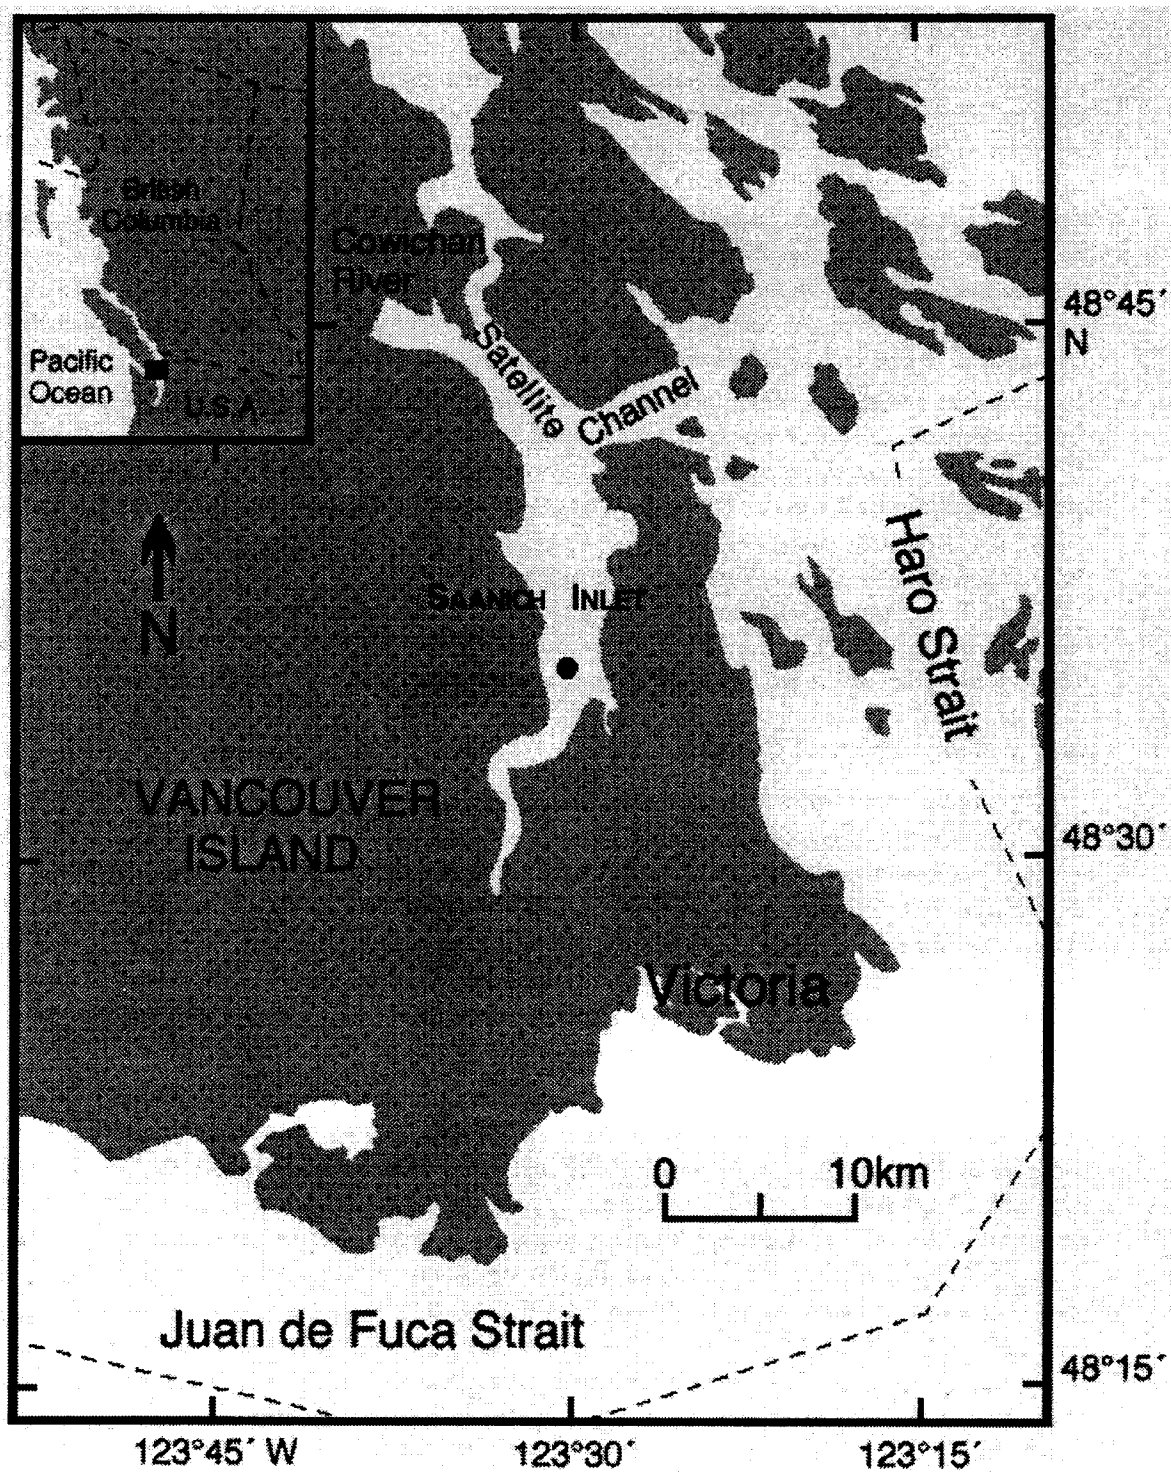 British
Columbia
Pacific
Ocean
U.S.A.
Cowichan
River
Satellite
Channel
48°45´
N
Haro Strait
SAANICH INLET
N
VANCOUVER
ISLAND
48°30´
Victoria
0 10km
Juan de Fuca Strait
48°15´
123°45´ W 123°30´ 123°15´